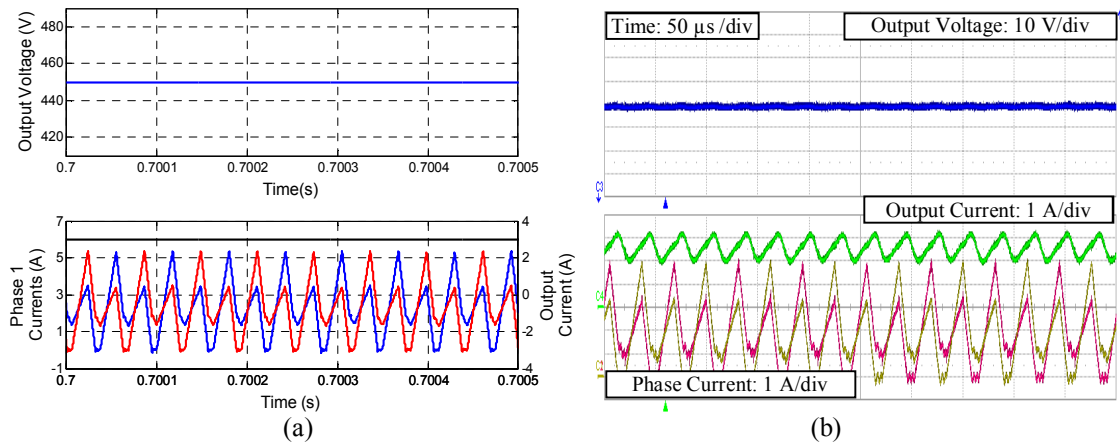 Output Voltage (V)
480
460
440
420
0.7 0.7001 0.7002 0.7003 0.7004 0.7005
Time(s)
Phase 1
Currents (A)
7
5
3
1
-1
4
2
0
-2
-4
Output
Current (A)
0.7 0.7001 0.7002 0.7003 0.7004 0.7005
Time (s)
(a)
Time: 50 µs /div
Output Voltage: 10 V/div
Output Current: 1 A/div
Phase Current: 1 A/div
(b)